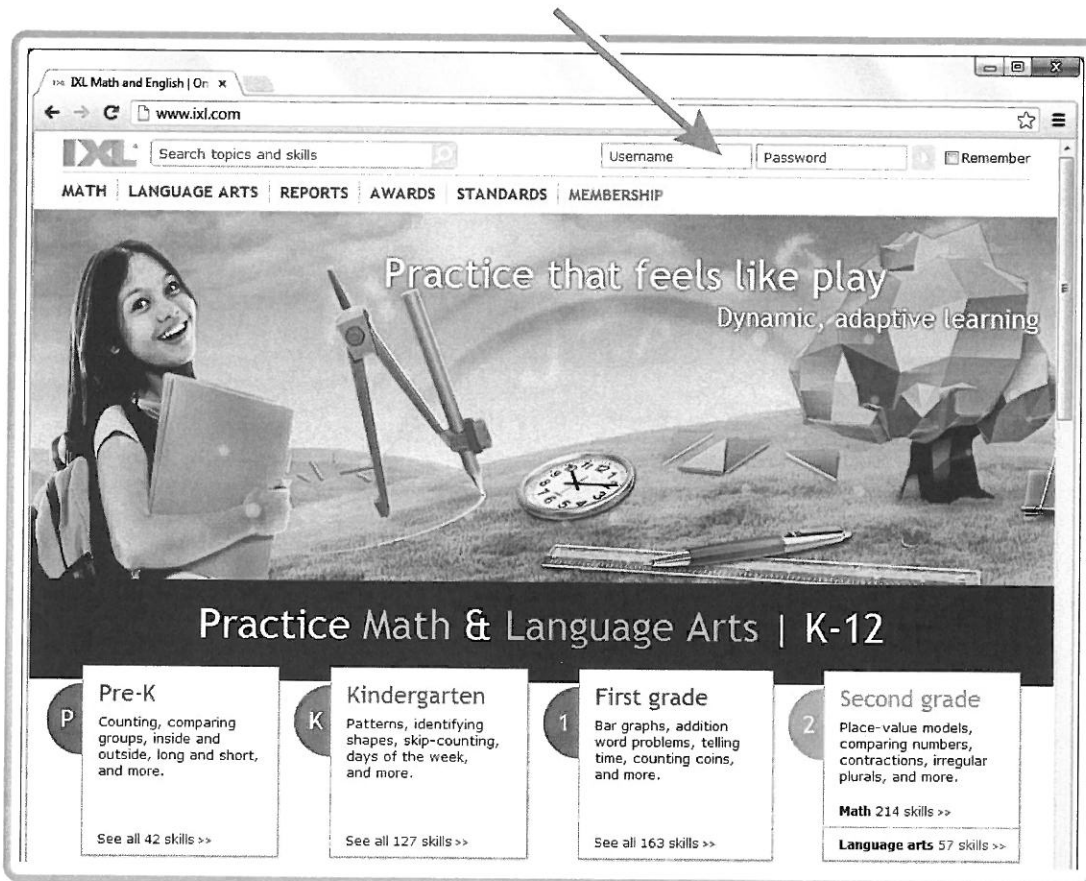 IXL Math and English | On
www.ixl.com
IXL
Search topics and skills
Username
Password
Remember
MATH LANGUAGE ARTS REPORTS AWARDS STANDARDS MEMBERSHIP
Practice that feels like play
Dynamic, adaptive learning
Practice Math & Language Arts | K-12
P
Pre-K
Counting, comparing
groups, inside and
outside, long and short,
and more.
See all 42 skills >>
K
Kindergarten
Patterns, identifying
shapes, skip-counting,
days of the week,
and more.
See all 127 skills >>
1
First grade
Bar graphs, addition
word problems, telling
time, counting coins,
and more.
See all 163 skills >>
2
Second grade
Place-value models,
comparing numbers,
contractions, irregular
plurals, and more.
Math 214 skills >>
Language arts 57 skills >>